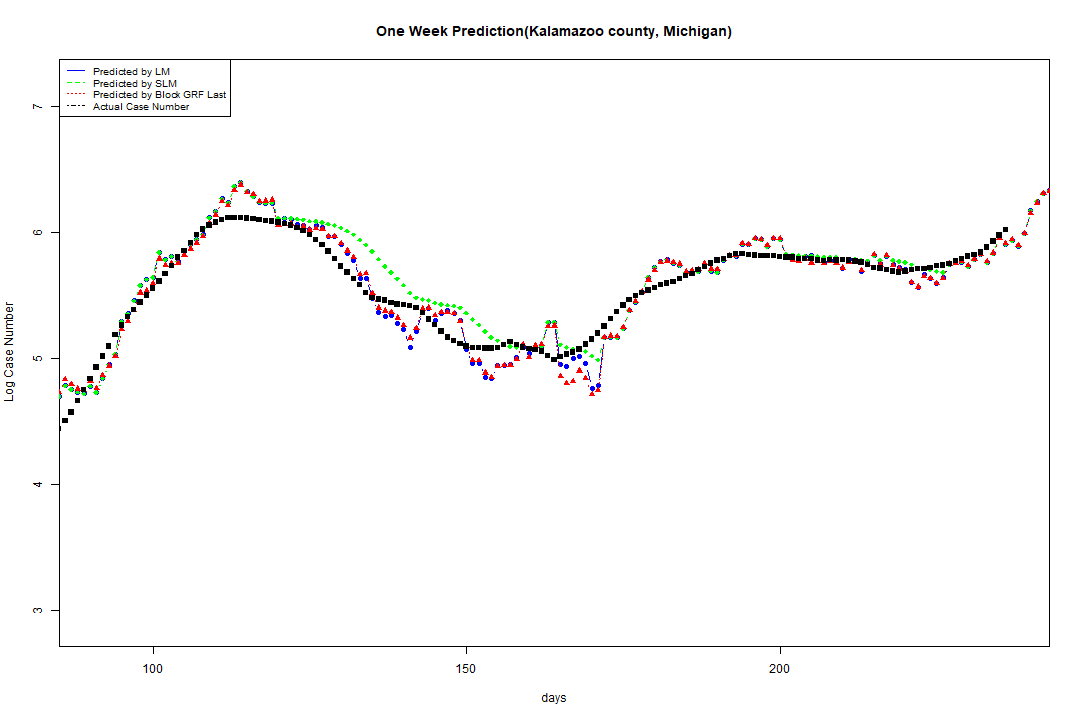 One Week Prediction(Kalamazoo county, Michigan)
Predicted by LM
Predicted by SLM
Predicted by Block GRF Last
Actual Case Number
7
6
5
4
3
Log Case Number
100 150 200
days